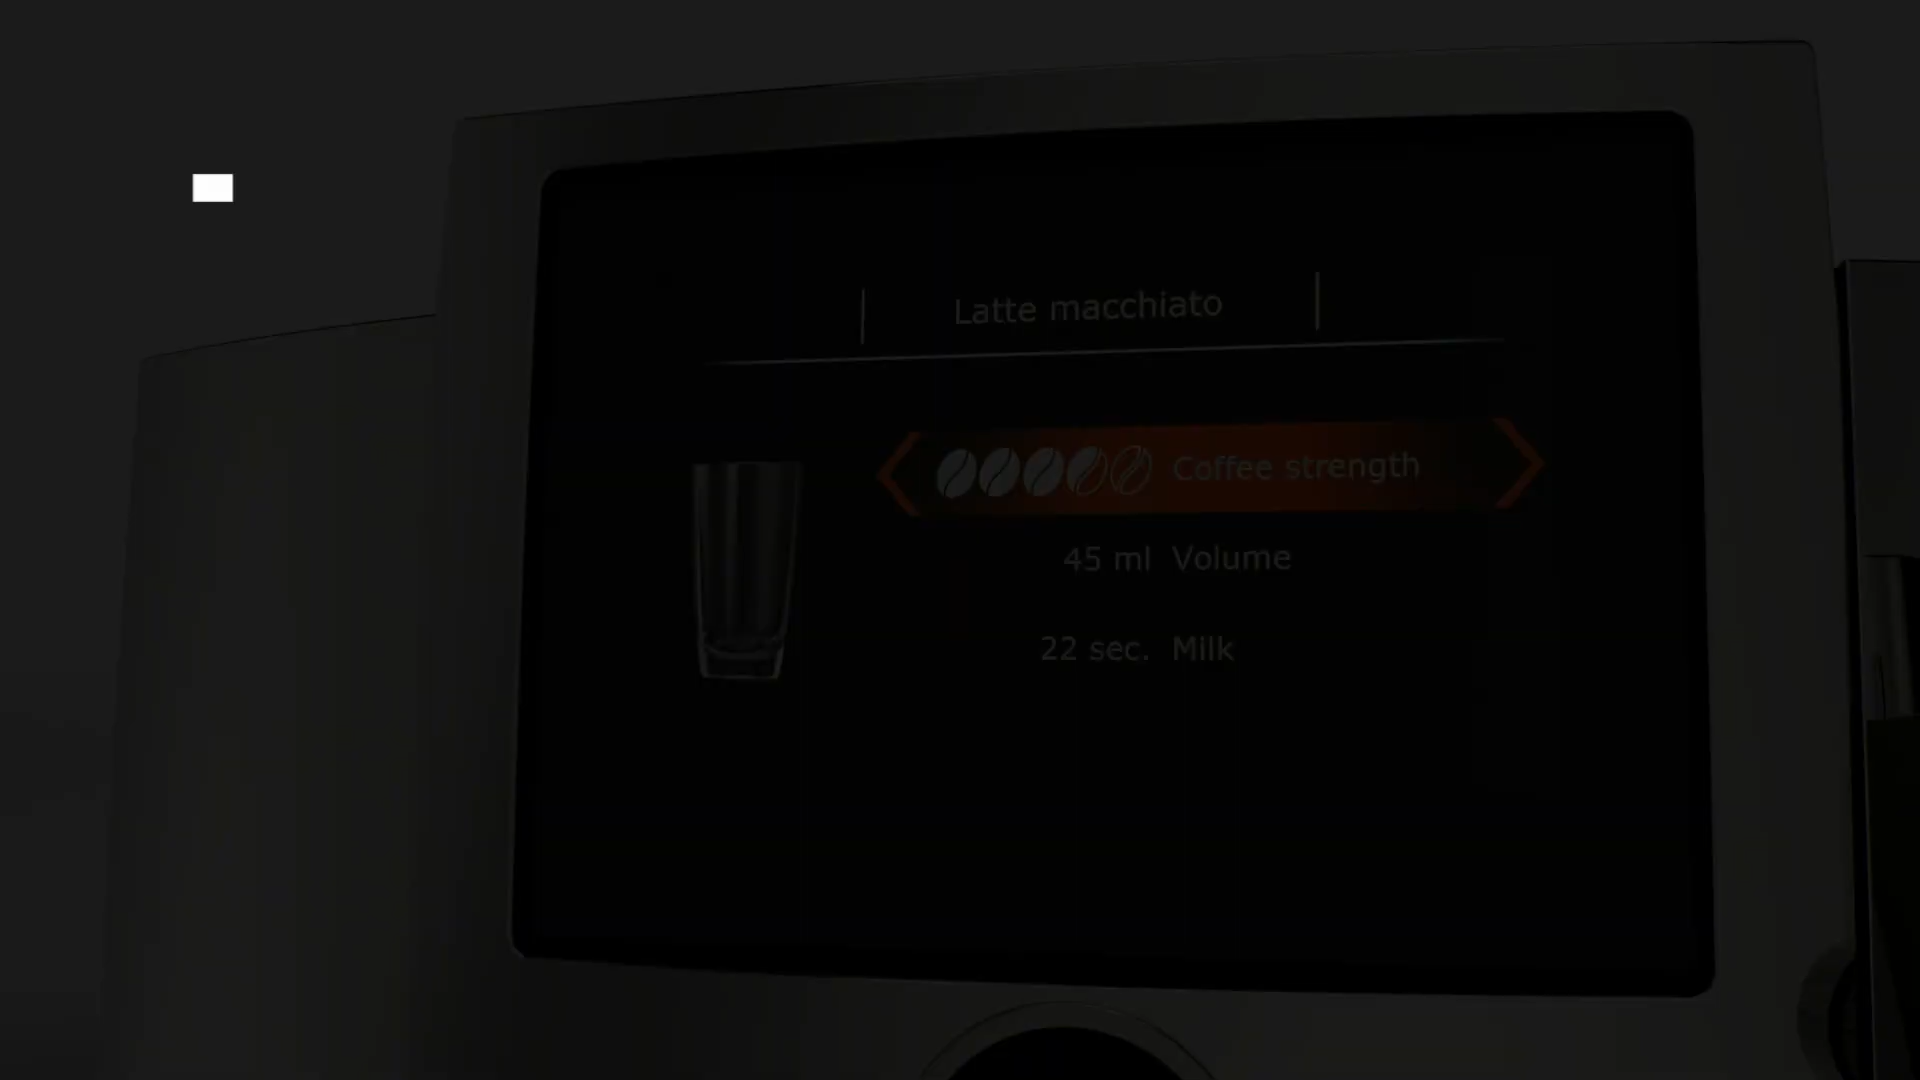 Latte macchiato
Coffee strength
45 ml Volume
22 sec. Milk